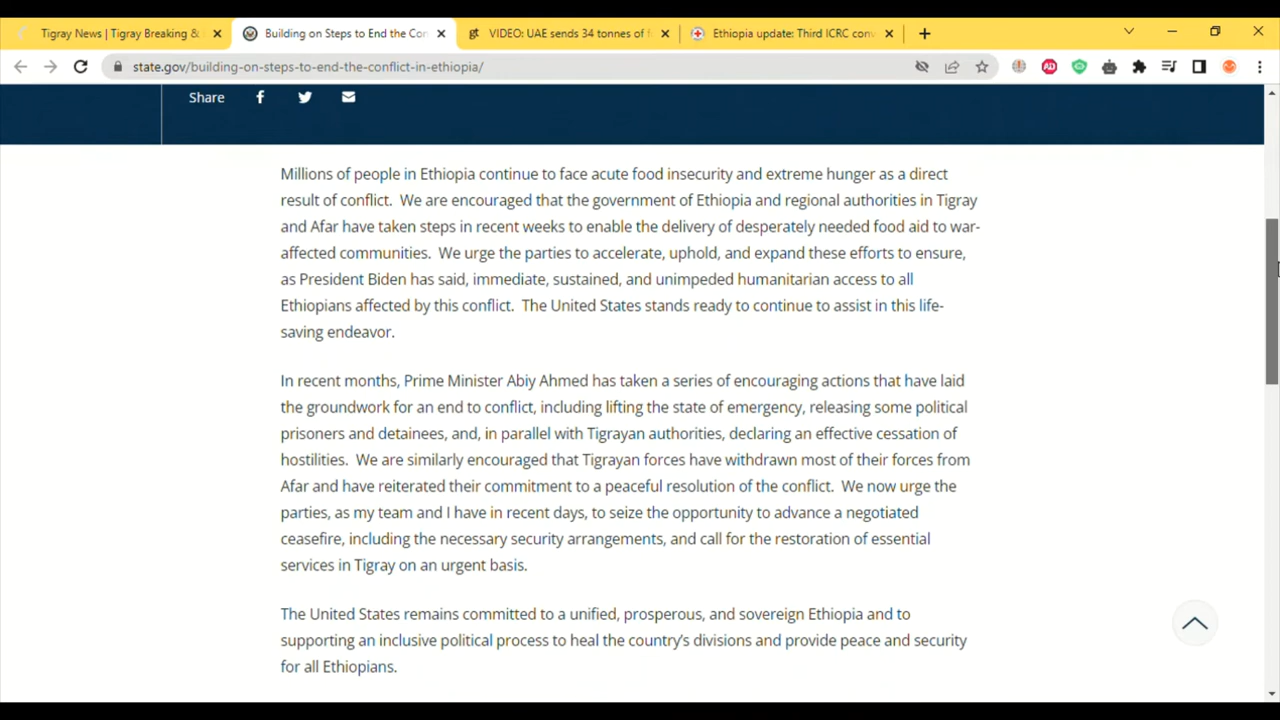 Tigray News | Tigray Breaking &
Building on Steps to End the Con
VIDEO: UAE sends 34 tonnes of
Ethiopia update: Third ICRC con
state.gov/building-on-steps-to-end-the-conflict-in-ethiopia/
Share
Millions of people in Ethiopia continue to face acute food insecurity and extreme hunger as a direct
result of conflict. We are encouraged that the government of Ethiopia and regional authorities in Tigray
and Afar have taken steps in recent weeks to enable the delivery of desperately needed food aid to war-
affected communities. We urge the parties to accelerate, uphold, and expand these efforts to ensure,
as President Biden has said, immediate, sustained, and unimpeded humanitarian access to all
Ethiopians affected by this conflict. The United States stands ready to continue to assist in this life-
saving endeavor.
In recent months, Prime Minister Abiy Ahmed has taken a series of encouraging actions that have laid
the groundwork for an end to conflict, including lifting the state of emergency, releasing some political
prisoners and detainees, and, in parallel with Tigrayan authorities, declaring an effective cessation of
hostilities. We are similarly encouraged that Tigrayan forces have withdrawn most of their forces from
Afar and have reiterated their commitment to a peaceful resolution of the conflict. We now urge the
parties, as my team and I have in recent days, to seize the opportunity to advance a negotiated
ceasefire, including the necessary security arrangements, and call for the restoration of essential
services in Tigray on an urgent basis.
The United States remains committed to a unified, prosperous, and sovereign Ethiopia and to
supporting an inclusive political process to heal the country's divisions and provide peace and security
for all Ethiopians.